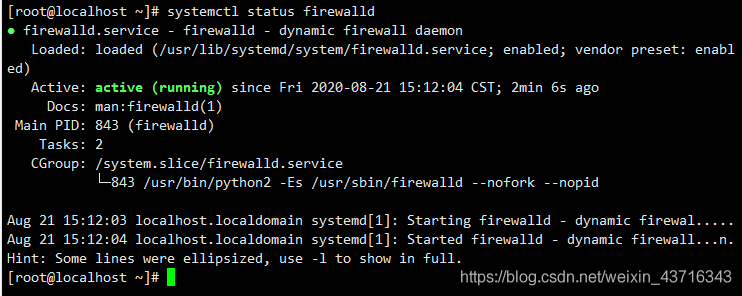 [root@localhost ~]# systemctl status firewalld
● firewalld.service - firewalld - dynamic firewall daemon
   Loaded: loaded (/usr/lib/systemd/system/firewalld.service; enabled; vendor preset: enabl
ed)
   Active: active (running) since Fri 2020-08-21 15:12:04 CST; 2min 6s ago
     Docs: man:firewalld(1)
 Main PID: 843 (firewalld)
    Tasks: 2
   CGroup: /system.slice/firewalld.service
           └─843 /usr/bin/python2 -Es /usr/sbin/firewalld --nofork --nopid

Aug 21 15:12:03 localhost.localdomain systemd[1]: Starting firewalld - dynamic firewal.....
Aug 21 15:12:04 localhost.localdomain systemd[1]: Started firewalld - dynamic firewall...n.
Hint: Some lines were ellipsized, use -l to show in full.
[root@localhost ~]#
https://blog.csdn.net/weixin_43716343